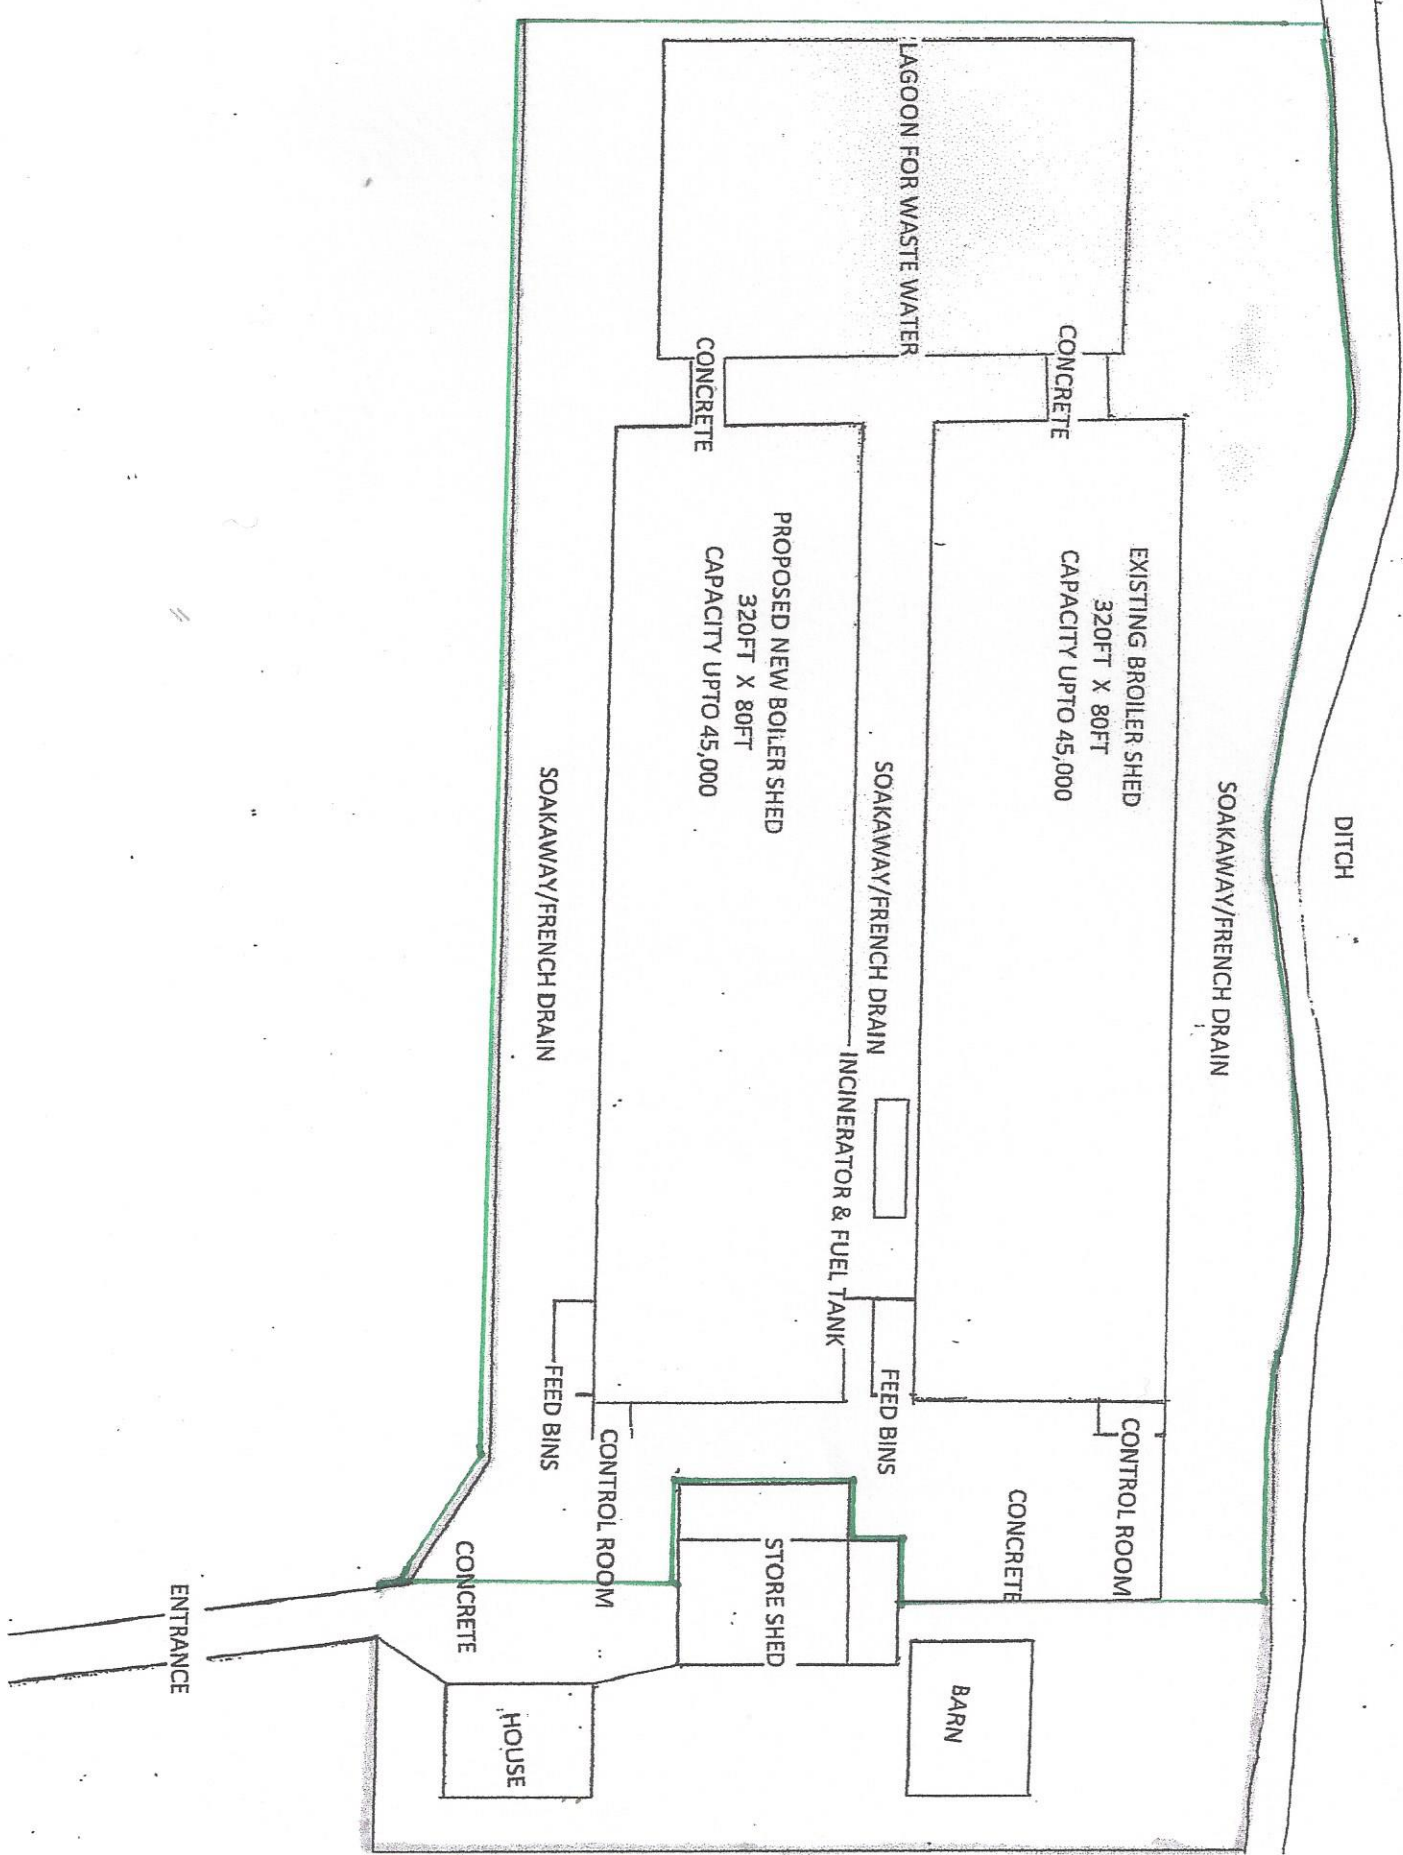 DITCH
SOAKAWAY/FRENCH DRAIN
EXISTING BROILER SHED
320FT X 80FT
CAPACITY UPTO 45,000
CONTROL ROOM
CONCRETE
CONCRETE
BARN
LAGOON FOR WASTE WATER
SOAKAWAY/FRENCH DRAIN
FEED BINS
INCINERATOR & FUEL TANK
STORE SHED
PROPOSED NEW BOILER SHED
320FT X 80FT
CAPACITY UPTO 45,000
CONCRETE
CONTROL ROOM
SOAKAWAY/FRENCH DRAIN
FEED BINS
HOUSE
CONCRETE
ENTRANCE